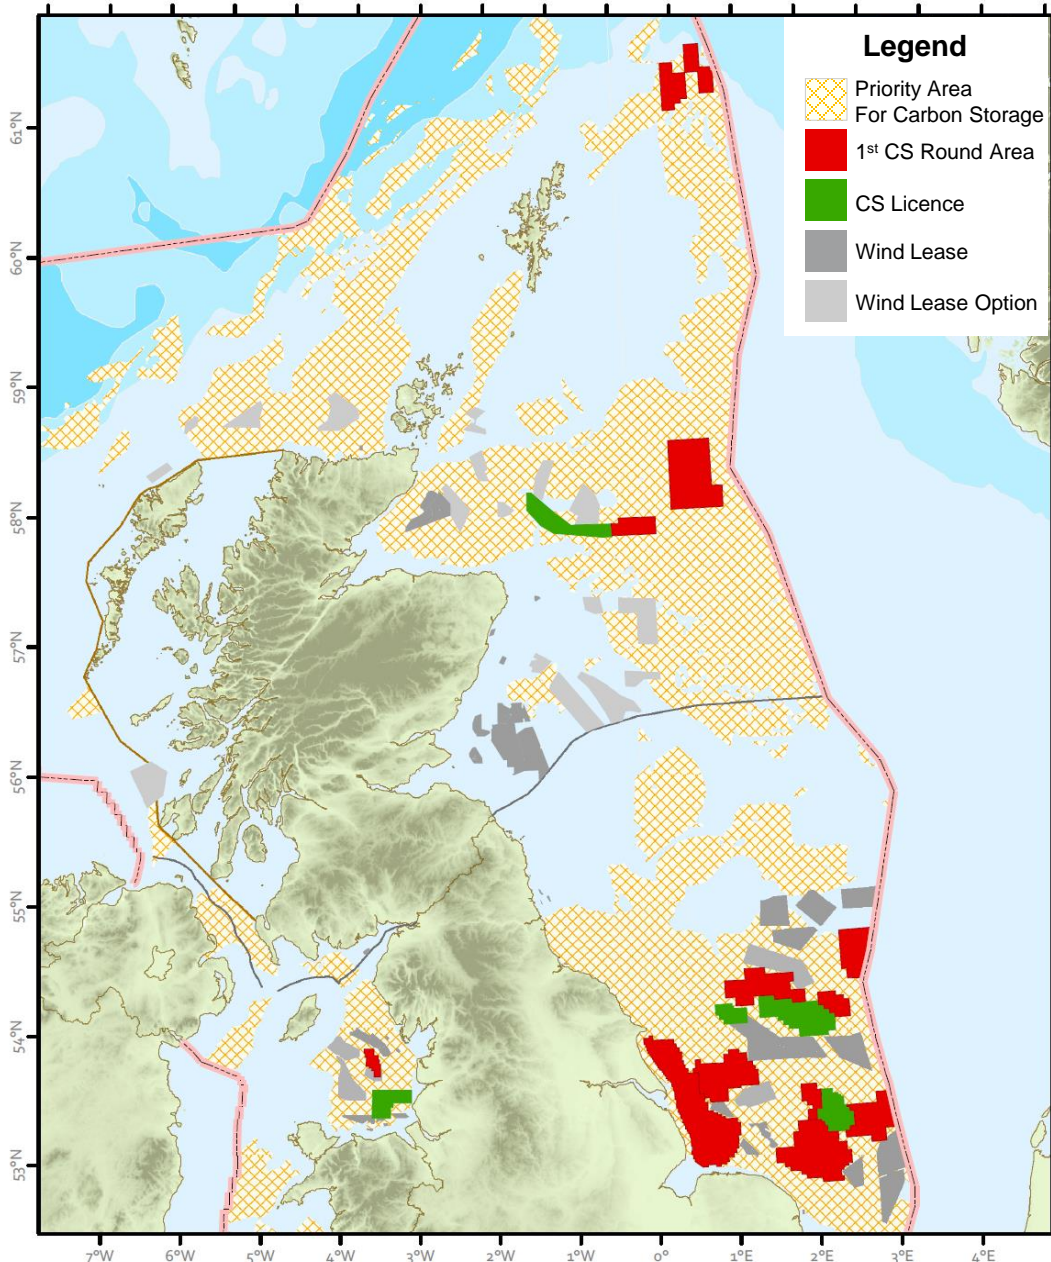 Legend
Priority Area
For Carbon Storage
1st CS Round Area
CS Licence
Wind Lease
Wind Lease Option
61°N
60°N
59°N
58°N
57°N
56°N
55°N
54°N
53°N
7°W 6°W 5°W 4°W 3°W 2°W 1°W 0° 1°E 2°E 3°E 4°E